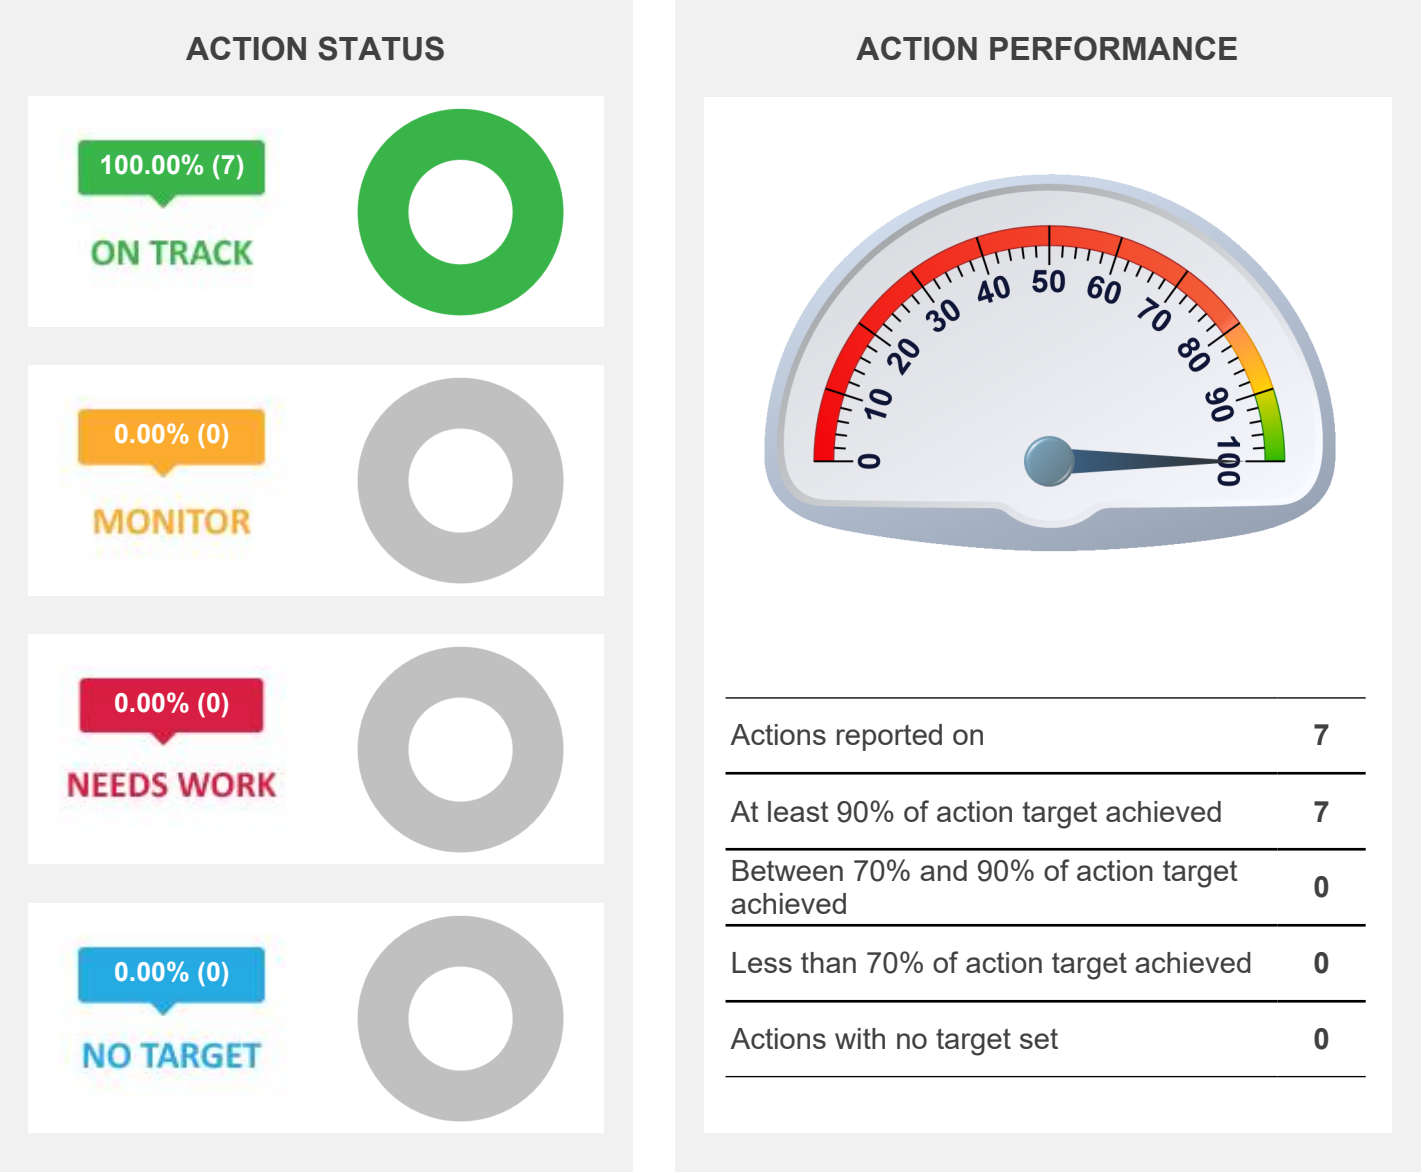 ACTION STATUS
100.00% (7)
ON TRACK
0.00% (0)
MONITOR
0.00% (0)
NEEDS WORK
0.00% (0)
NO TARGET
ACTION PERFORMANCE
0
10
20
30
40
50
60
70
80
90
100
Actions reported on 7
At least 90% of action target achieved 7
Between 70% and 90% of action target
achieved 0
Less than 70% of action target achieved 0
Actions with no target set 0